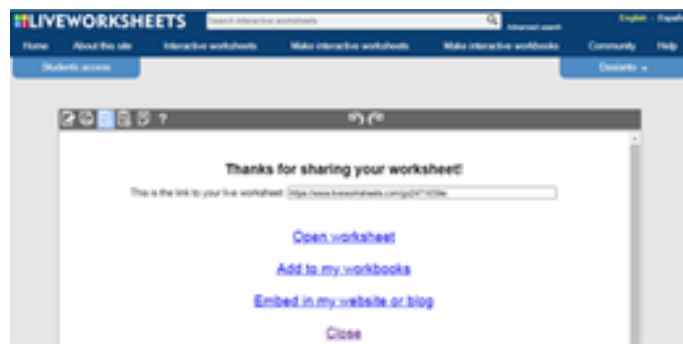 LIVEWORKSHEETS Search interactive worksheets Advanced search English - Español
Home About this site Interactive worksheets Make interactive worksheets Make interactive workbooks Community Help
Students access
?
Thanks for sharing your worksheet!
This is the link to your live worksheet:
Open worksheet
Add to my workbooks
Embed in my website or blog
Close